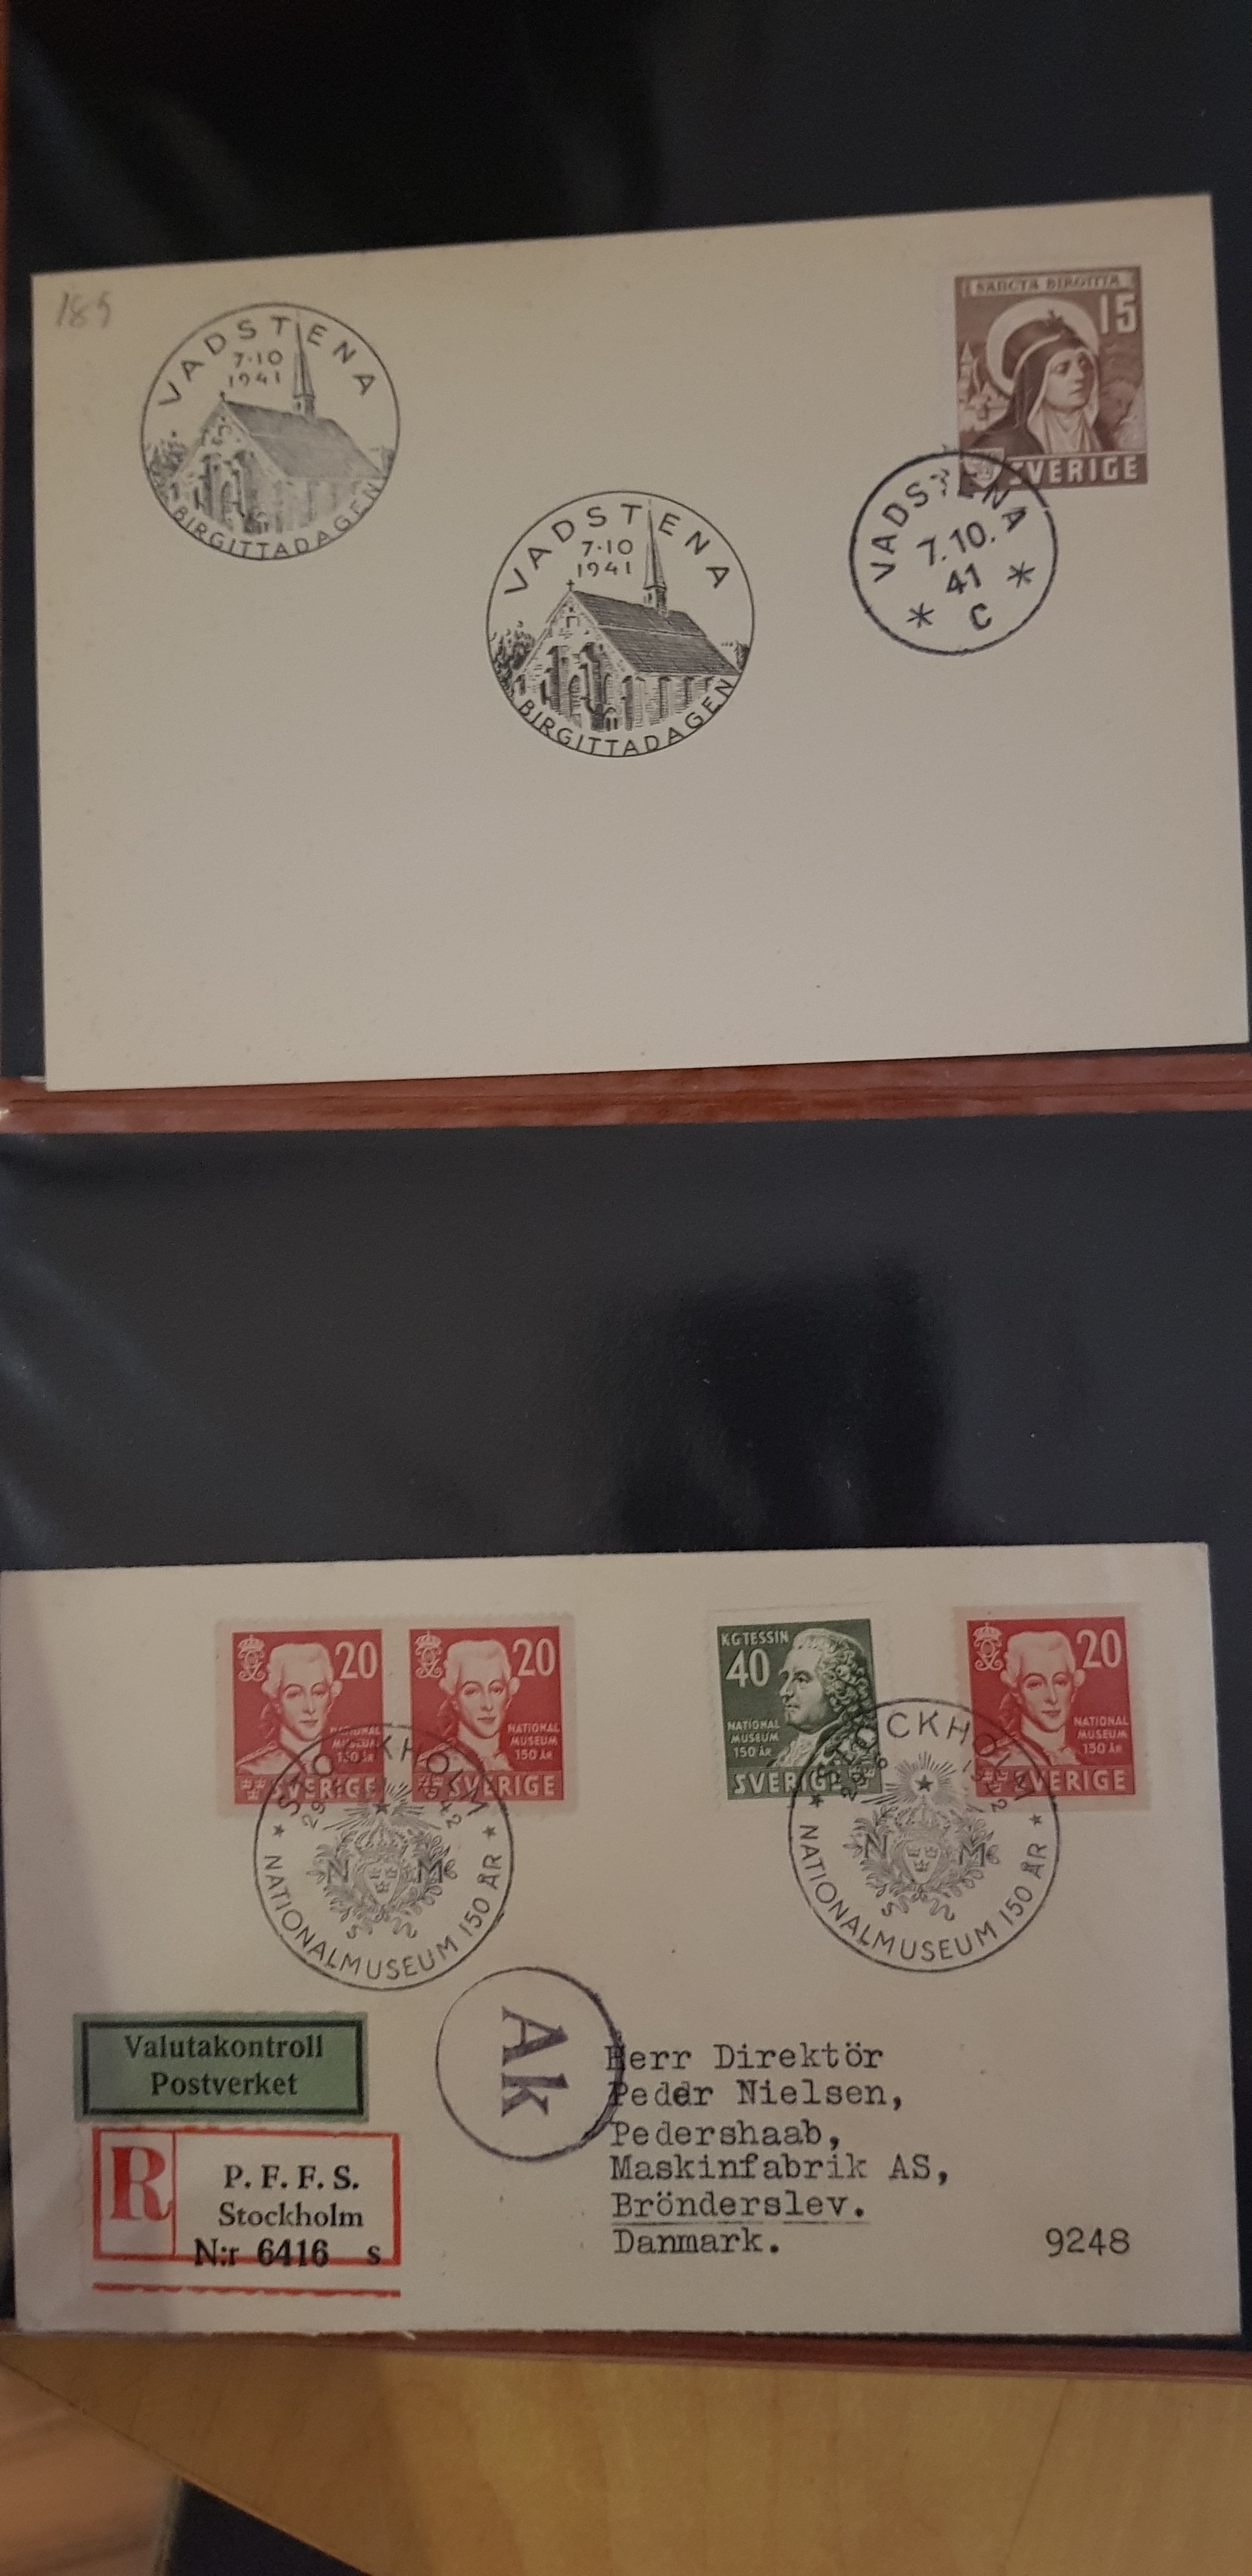 185
VADSTENA
7·10
1941
BIRGITTADAGEN
VADSTENA
7·10
1941
BIRGITTADAGEN
SANCTA BIRGITTA
15
SVERIGE
VADSTENA
7.10.
41
* C *
20
NATIONAL
MUSEUM
150 ÅR
SVERIGE
20
NATIONAL
MUSEUM
150 ÅR
SVERIGE
KGTESSIN
40
NATIONAL
MUSEUM
150 ÅR
SVERIGE
20
NATIONAL
MUSEUM
150 ÅR
SVERIGE
STOCKHOLM
N M
NATIONALMUSEUM 150 ÅR
STOCKHOLM
N M
NATIONALMUSEUM 150 ÅR
Valutakontroll
Postverket
Ak
R
P. F. F. S.
Stockholm
N:r 6416 s
Herr Direktör
Peder Nielsen,
Pedershaab,
Maskinfabrik AS,
Brönderslev.
Danmark.
9248